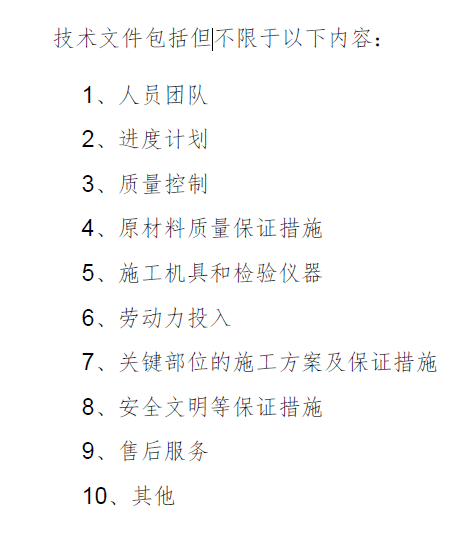 技术文件包括但不限于以下内容：
1、人员团队
2、进度计划
3、质量控制
4、原材料质量保证措施
5、施工机具和检验仪器
6、劳动力投入
7、关键部位的施工方案及保证措施
8、安全文明等保证措施
9、售后服务
10、其他